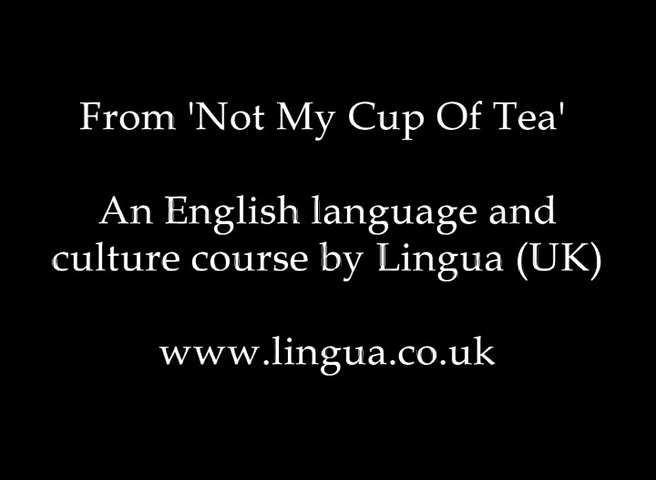 From 'Not My Cup Of Tea'
An English language and
culture course by Lingua (UK)
www.lingua.co.uk